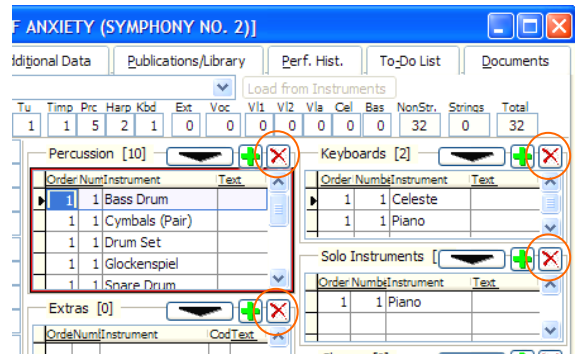 F ANXIETY (SYMPHONY NO. 2)]
dditional Data Publications/Library Perf. Hist. To-Do List Documents
Load from Instruments
Tu Timp Prc Harp Kbd Ext Voc Vl1 Vl2 Vla Cel Bas NonStr. Strings Total
1 1 5 2 1 0 0 0 0 0 0 0 32 0 32
Percussion [10]
Order Num Instrument Text
1 1 Bass Drum
1 1 Cymbals (Pair)
1 1 Drum Set
1 1 Glockenspiel
1 1 Snare Drum
Extras [0]
Orde Num Instrument Cod Text
Keyboards [2]
Order Numbe Instrument Text
1 1 Celeste
1 1 Piano
Solo Instruments [
Order Numbe Instrument Text
1 1 Piano